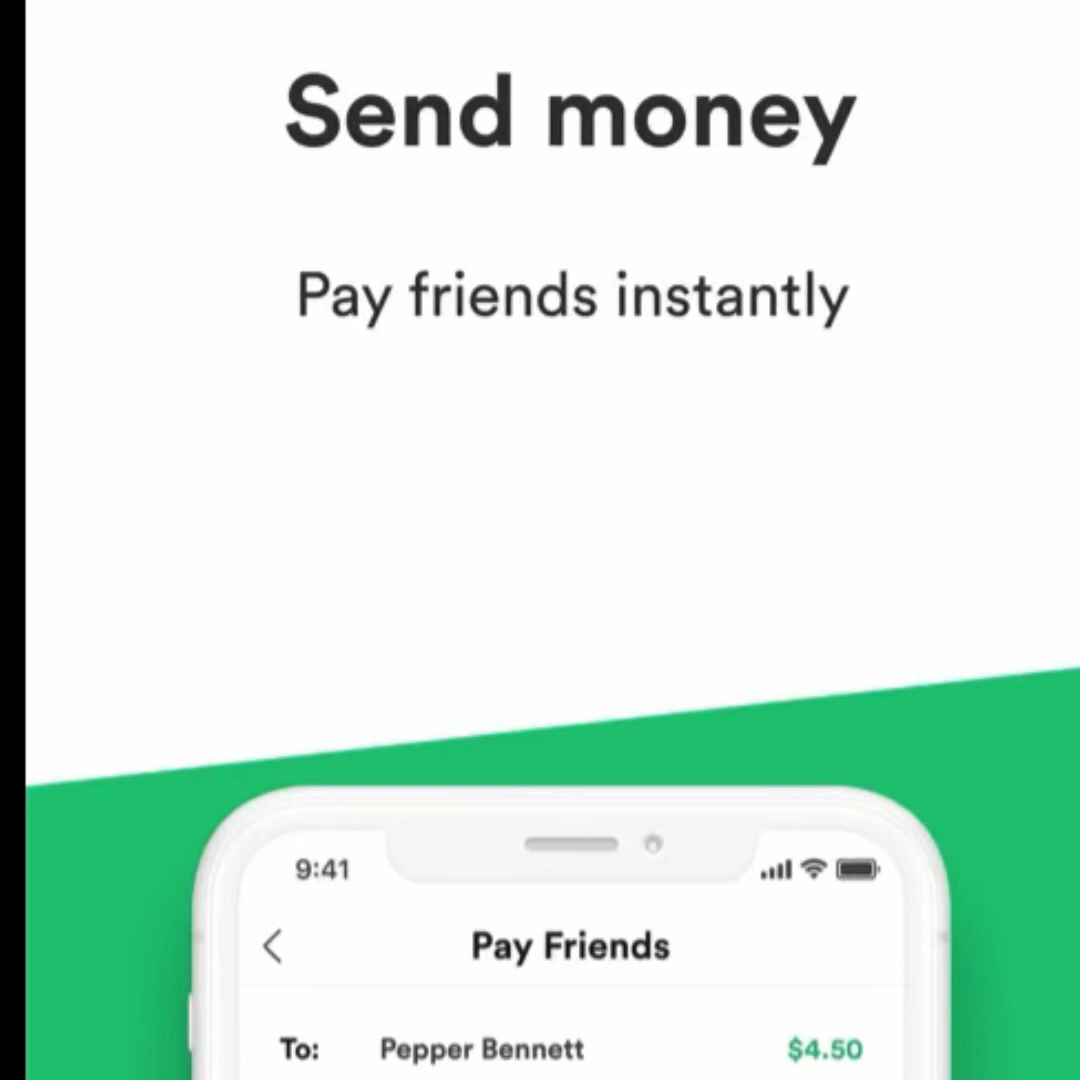 Send money
Pay friends instantly
9:41
Pay Friends
To: Pepper Bennett $4.50